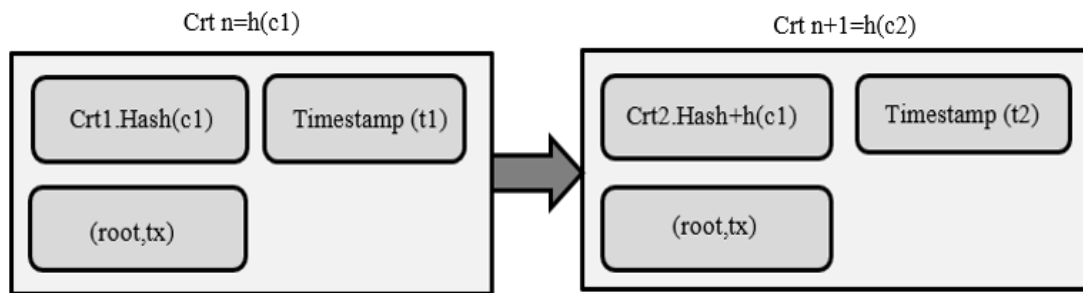 Crt n=h(c1)
Crt n+1=h(c2)
Crt1.Hash(c1)
Timestamp (t1)
Crt2.Hash+h(c1)
Timestamp (t2)
(root,tx)
(root,tx)